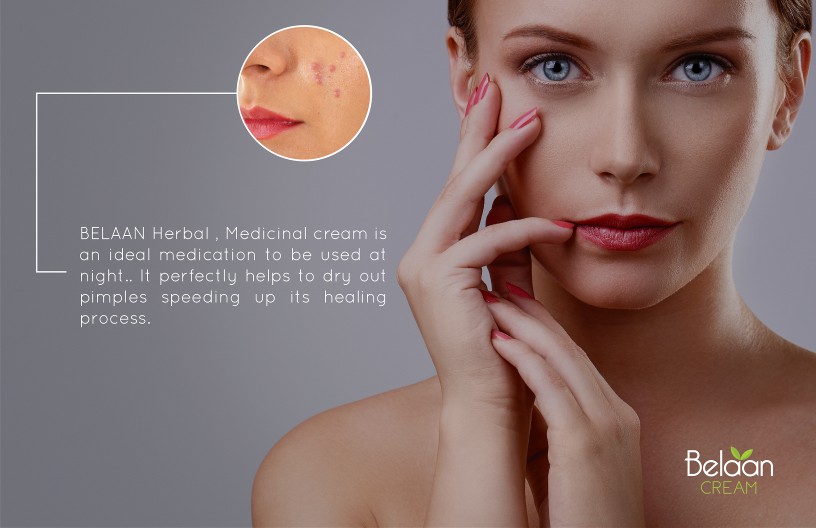 BELAAN Herbal , Medicinal cream is
an ideal medication to be used at
night.. It perfectly helps to dry out
pimples speeding up its healing
process.
Belaan
CREAM